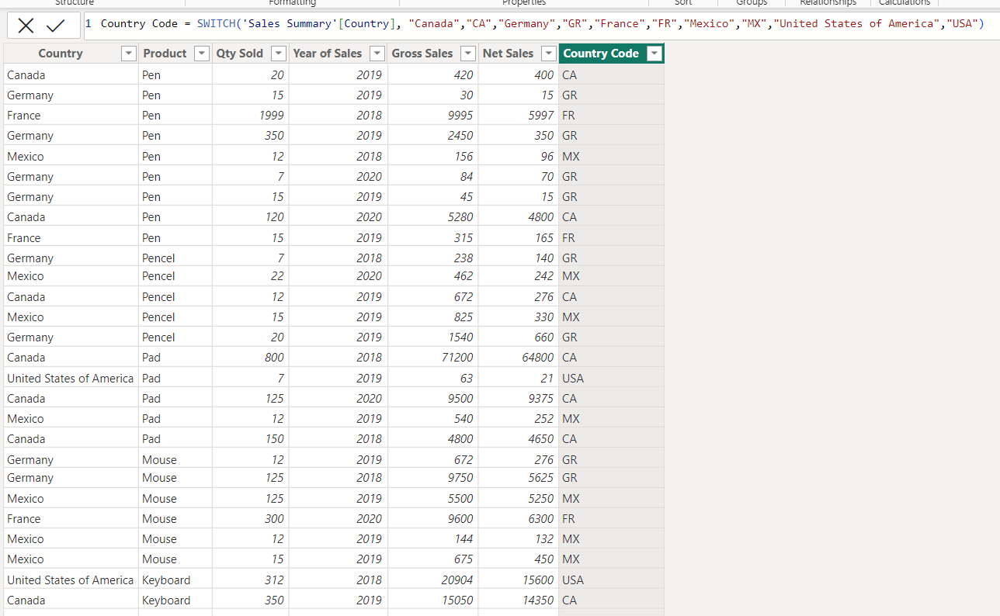 Structure Formatting Properties Sort Groups Relationships Calculations
1 Country Code = SWITCH('Sales Summary'[Country], "Canada","CA","Germany","GR","France","FR","Mexico","MX","United States of America","USA")
Country Product Qty Sold Year of Sales Gross Sales Net Sales Country Code
Canada Pen 20 2019 420 400 CA
Germany Pen 15 2019 30 15 GR
France Pen 1999 2018 9995 5997 FR
Germany Pen 350 2019 2450 350 GR
Mexico Pen 12 2018 156 96 MX
Germany Pen 7 2020 84 70 GR
Germany Pen 15 2019 45 15 GR
Canada Pen 120 2020 5280 4800 CA
France Pen 15 2019 315 165 FR
Germany Pencel 7 2018 238 140 GR
Mexico Pencel 22 2020 462 242 MX
Canada Pencel 12 2019 672 276 CA
Mexico Pencel 15 2019 825 330 MX
Germany Pencel 20 2019 1540 660 GR
Canada Pad 800 2018 71200 64800 CA
United States of America Pad 7 2019 63 21 USA
Canada Pad 125 2020 9500 9375 CA
Mexico Pad 12 2019 540 252 MX
Canada Pad 150 2018 4800 4650 CA
Germany Mouse 12 2019 672 276 GR
Germany Mouse 125 2018 9750 5625 GR
Mexico Mouse 125 2019 5500 5250 MX
France Mouse 300 2020 9600 6300 FR
Mexico Mouse 12 2019 144 132 MX
Mexico Mouse 15 2019 675 450 MX
United States of America Keyboard 312 2018 20904 15600 USA
Canada Keyboard 350 2019 15050 14350 CA